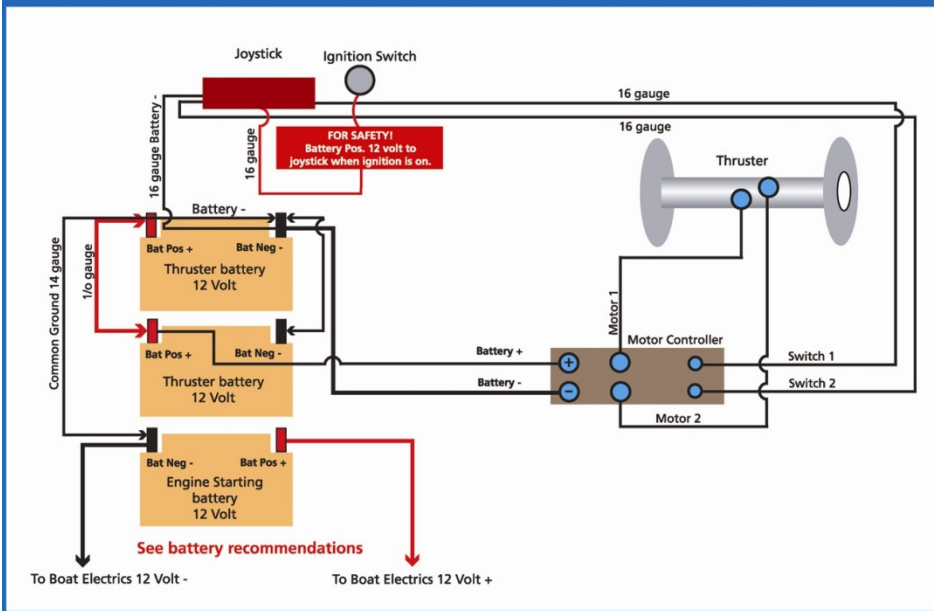 Joystick
Ignition Switch
16 gauge
16 gauge
16 gauge Battery -
16 gauge
FOR SAFETY!
Battery Pos. 12 volt to
joystick when ignition is on.
Thruster
Battery -
Bat Pos +
Bat Neg -
Thruster battery
12 Volt
Common Ground 14 gauge
1/o gauge
Bat Pos +
Bat Neg -
Thruster battery
12 Volt
Motor 1
Motor Controller
Battery +
+
Switch 1
Battery -
-
Switch 2
Motor 2
Bat Neg -
Bat Pos +
Engine Starting
battery
12 Volt
See battery recommendations
To Boat Electrics 12 Volt -
To Boat Electrics 12 Volt +